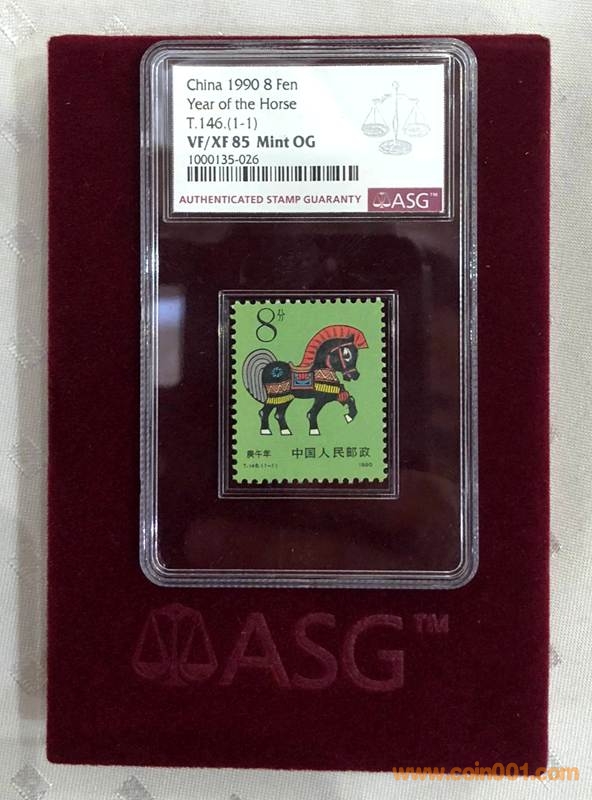 China 1990 8 Fen
Year of the Horse
T.146.(1-1)
VF/XF 85 Mint OG
1000135-026
AUTHENTICATED STAMP GUARANTY
ASG™
8分
庚午年
中国人民邮政
T.146.(1-1)
1990
ASG™
www.coin001.com